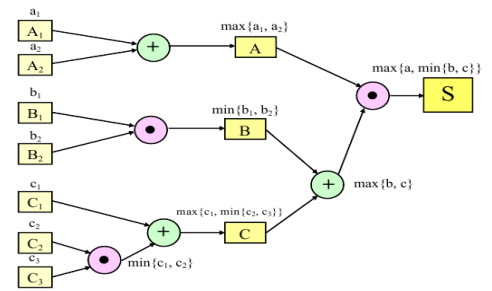 a₁
A₁
a₂
A₂
+
max{a₁, a₂}
A
max{a, min{b, c}}
S
b₁
B₁
b₂
B₂
min{b₁, b₂}
B
+
max{b, c}
c₁
C₁
c₂
C₂
c₃
C₃
+
max{c₁, min{c₂, c₃}}
C
min{c₁, c₂}